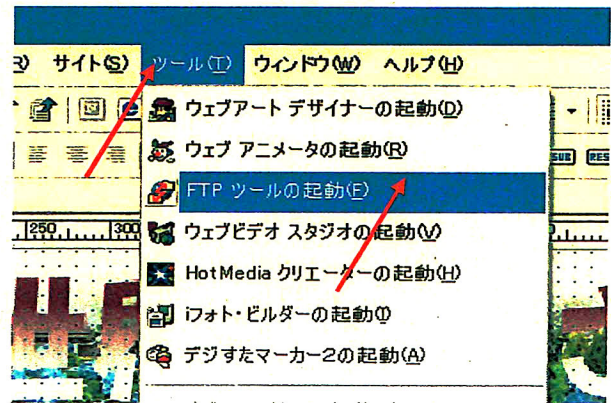 R) サイト(S) ツール(T) ウィンドウ(W) ヘルプ(H)
ウェブアート デザイナーの起動(D)
ウェブ アニメータの起動(R)
SUB RES
FTP ツールの起動(F)
250 300
ウェブビデオ スタジオの起動(V)
HotMedia クリエーターの起動(H)
iフォト・ビルダーの起動(I)
デジすたマーカー2の起動(A)